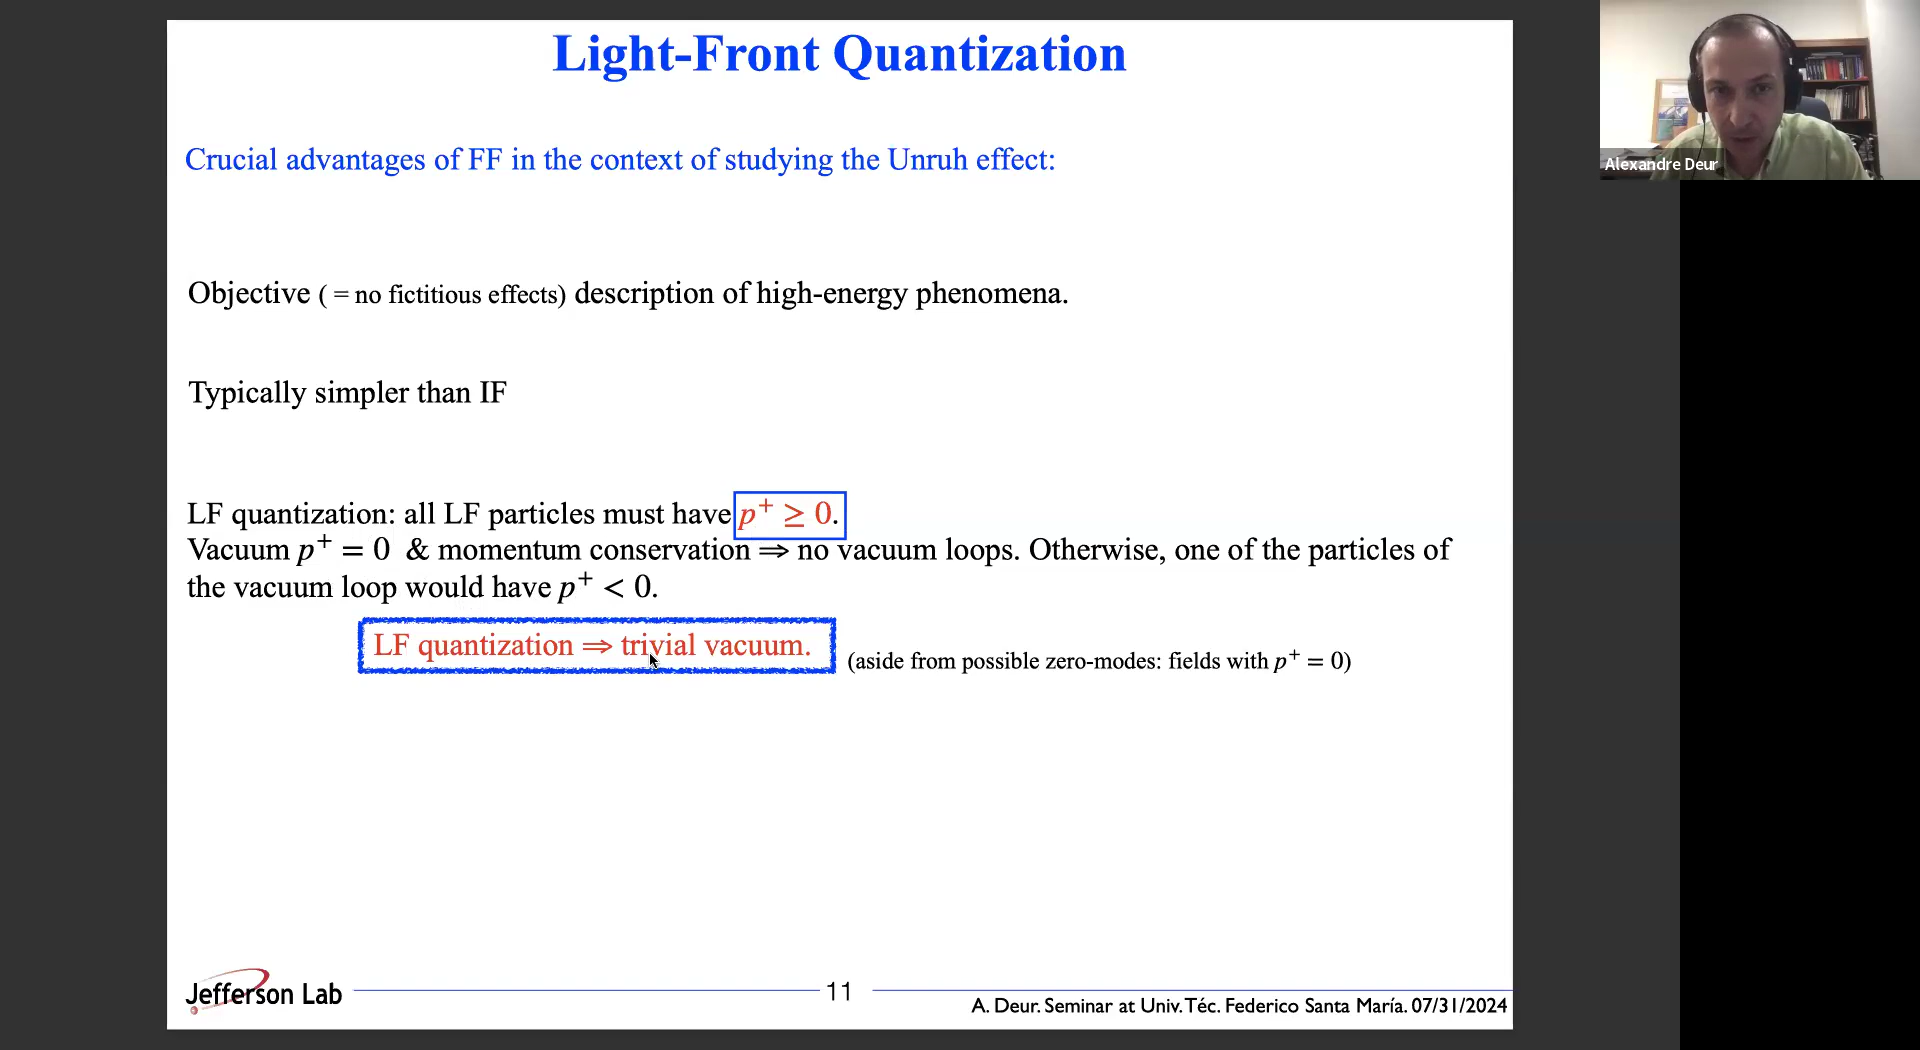 Light-Front Quantization
Alexandre Deur
Crucial advantages of FF in the context of studying the Unruh effect:
Objective ( = no fictitious effects) description of high-energy phenomena.
Typically simpler than IF
LF quantization: all LF particles must have p⁺ ≥ 0.
Vacuum p⁺ = 0 & momentum conservation ⟹ no vacuum loops. Otherwise, one of the particles of
the vacuum loop would have p⁺ < 0.
LF quantization ⟹ trivial vacuum.
(aside from possible zero-modes: fields with p⁺ = 0)
Jefferson Lab
11
A. Deur. Seminar at Univ. Téc. Federico Santa María. 07/31/2024